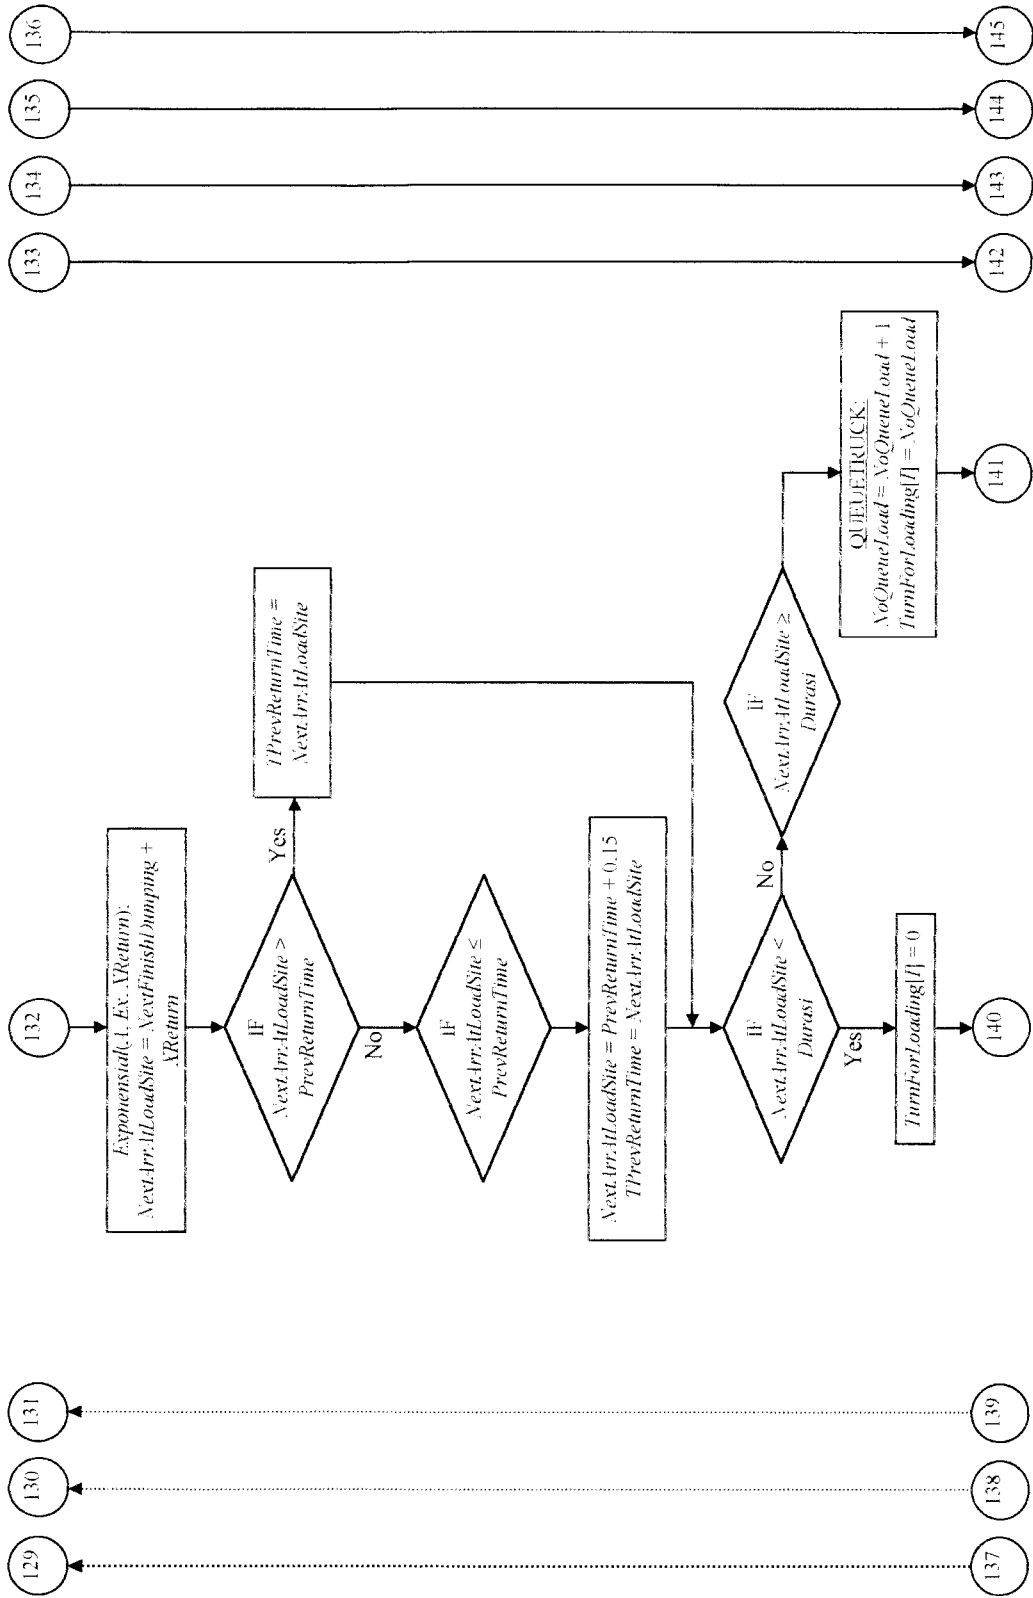 129
130
131
132
133
134
135
136
Exponensial(A, Ex, XReturn):
NextArrAtLoadSite = NextFinishDumping +
XReturn
IF
NextArrAtLoadSite >
PrevReturnTime
Yes
TPrevReturnTime =
NextArrAtLoadSite
No
IF
NextArrAtLoadSite ≤
PrevReturnTime
NextArrAtLoadSite = PrevReturnTime + 0.15
TPrevReturnTime = NextArrAtLoadSite
IF
NextArrAtLoadSite <
Durasi
No
IF
NextArrAtLoadSite ≥
Durasi
Yes
TurnForLoading[I] = 0
QUEUETRUCK:
NoQueueLoad = NoQueueLoad + 1
TurnForLoading[I] = NoQueueLoad
137
138
139
140
141
142
143
144
145